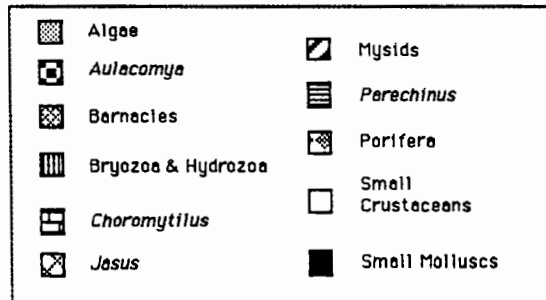 Algae
Aulacomya
Barnacles
Bryozoa & Hydrozoa
Choromytilus
Jasus
Mysids
Parechinus
Porifera
Small
Crustaceans
Small Molluscs